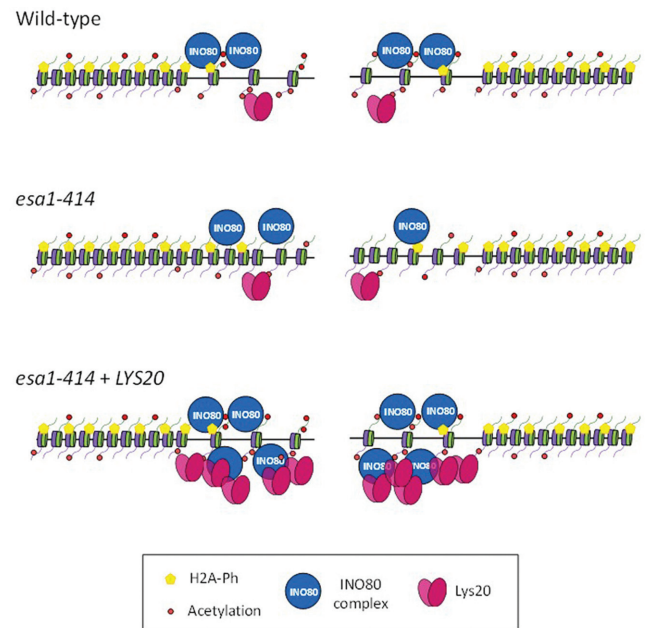 Wild-type
INO80 INO80 INO80 INO80
esa1-414
INO80 INO80 INO80
esa1-414 + LYS20
INO80 INO80 INO80 INO80
INO80 INO80 INO80
H2A-Ph
Acetylation
INO80
INO80
complex
Lys20